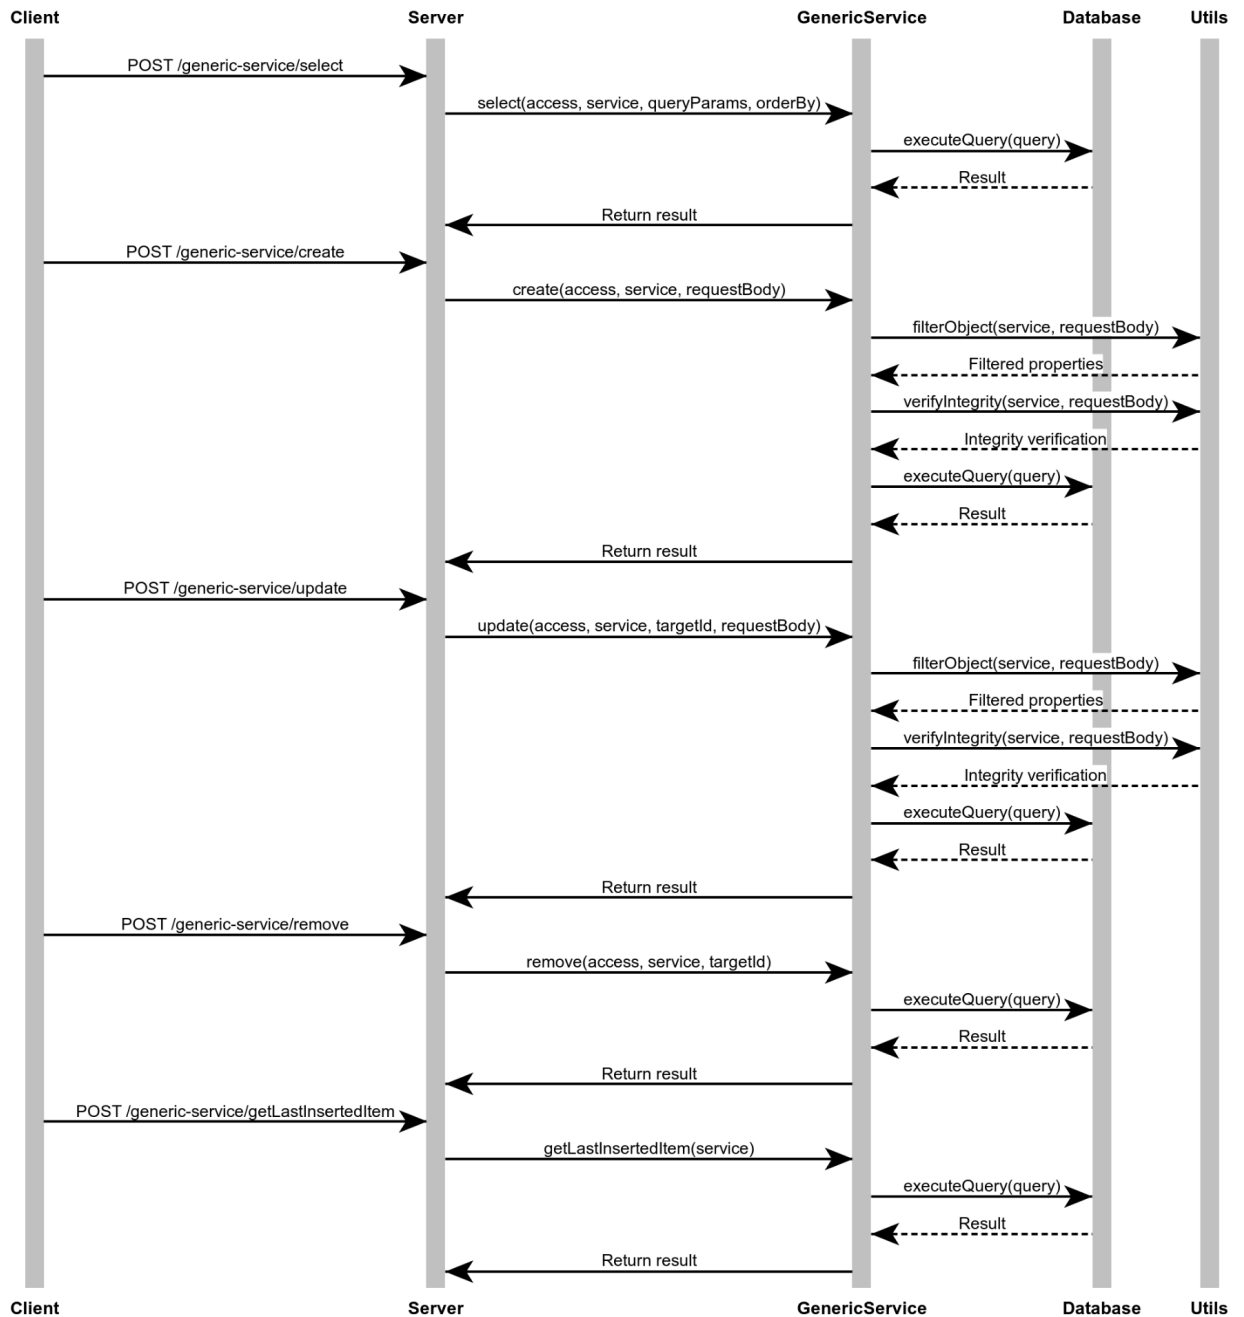 Client Server GenericService Database Utils
POST /generic-service/select
select(access, service, queryParams, orderBy)
executeQuery(query)
Result
Return result
POST /generic-service/create
create(access, service, requestBody)
filterObject(service, requestBody)
Filtered properties
verifyIntegrity(service, requestBody)
Integrity verification
executeQuery(query)
Result
Return result
POST /generic-service/update
update(access, service, targetId, requestBody)
filterObject(service, requestBody)
Filtered properties
verifyIntegrity(service, requestBody)
Integrity verification
executeQuery(query)
Result
Return result
POST /generic-service/remove
remove(access, service, targetId)
executeQuery(query)
Result
Return result
POST /generic-service/getLastInsertedItem
getLastInsertedItem(service)
executeQuery(query)
Result
Return result
Client Server GenericService Database Utils